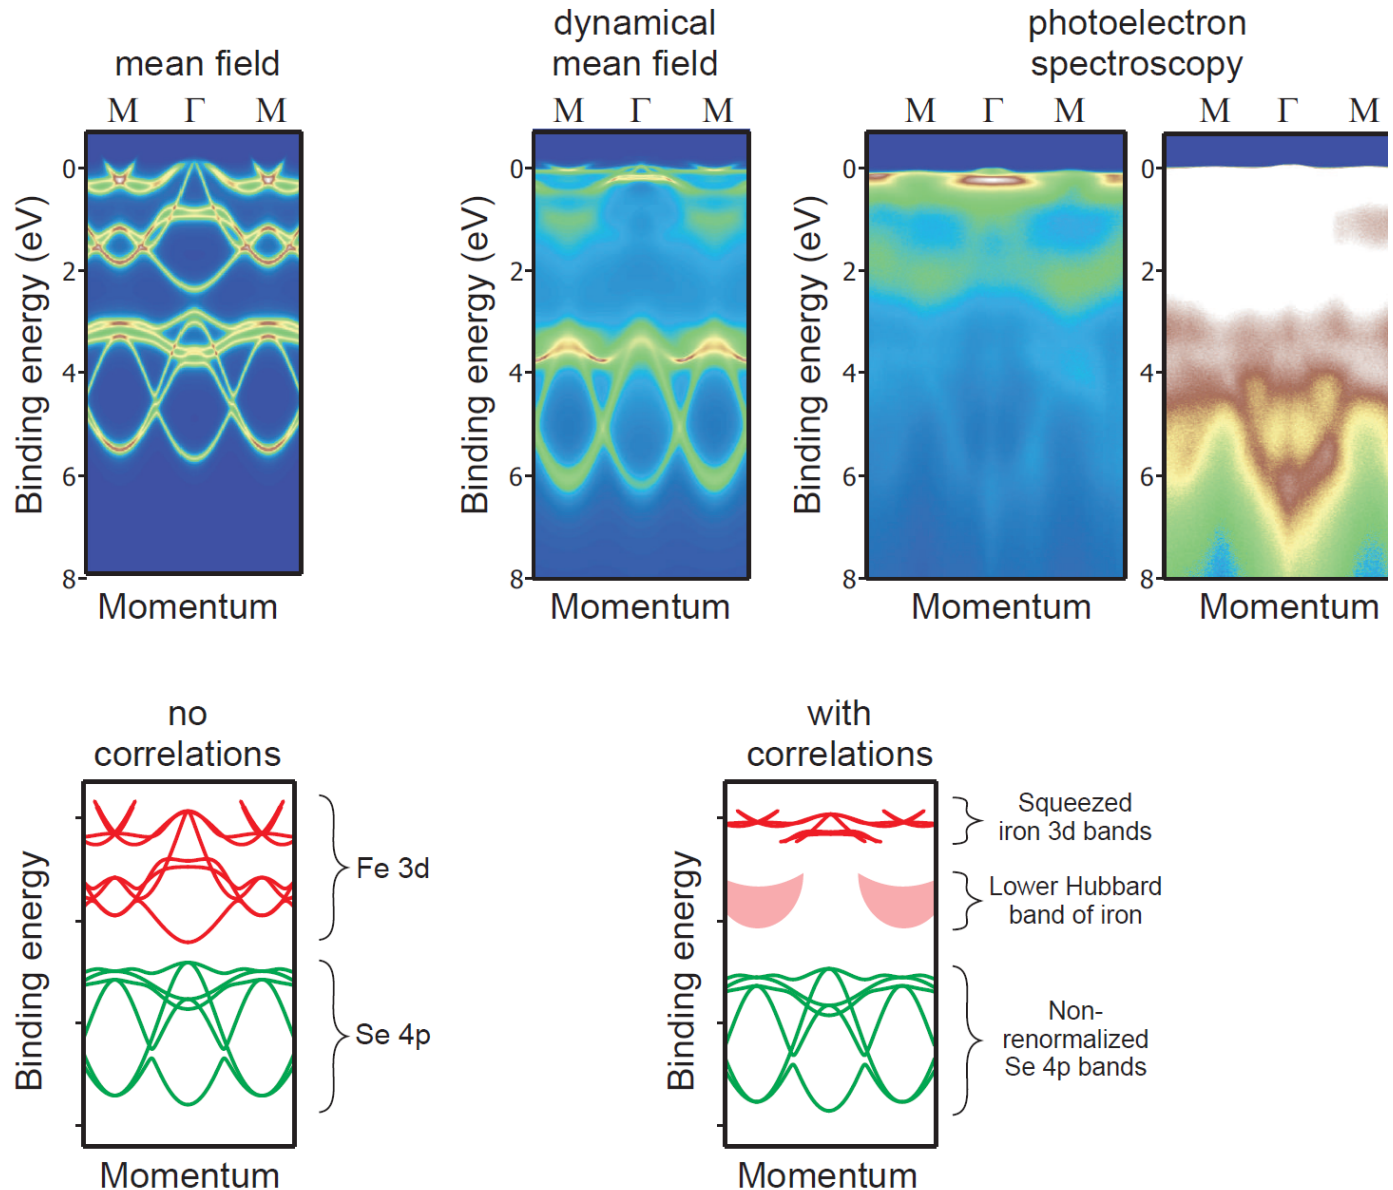 mean field
M Γ M
0
2
4
6
8
Binding energy (eV)
Momentum
dynamical
mean field
M Γ M
0
2
4
6
8
Binding energy (eV)
Momentum
photoelectron
spectroscopy
M Γ M
0
2
4
6
8
Binding energy (eV)
Momentum
M Γ M
0
2
4
6
8
Momentum
no
correlations
Binding energy
Fe 3d
Se 4p
Momentum
with
correlations
Binding energy
Squeezed
iron 3d bands
Lower Hubbard
band of iron
Non-
renormalized
Se 4p bands
Momentum